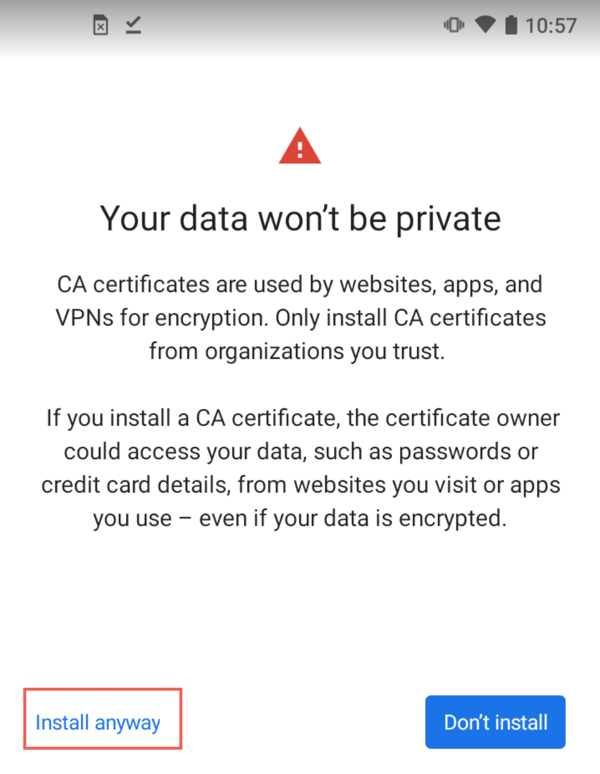 10:57
Your data won’t be private
CA certificates are used by websites, apps, and
VPNs for encryption. Only install CA certificates
from organizations you trust.
If you install a CA certificate, the certificate owner
could access your data, such as passwords or
credit card details, from websites you visit or apps
you use – even if your data is encrypted.
Install anyway
Don’t install